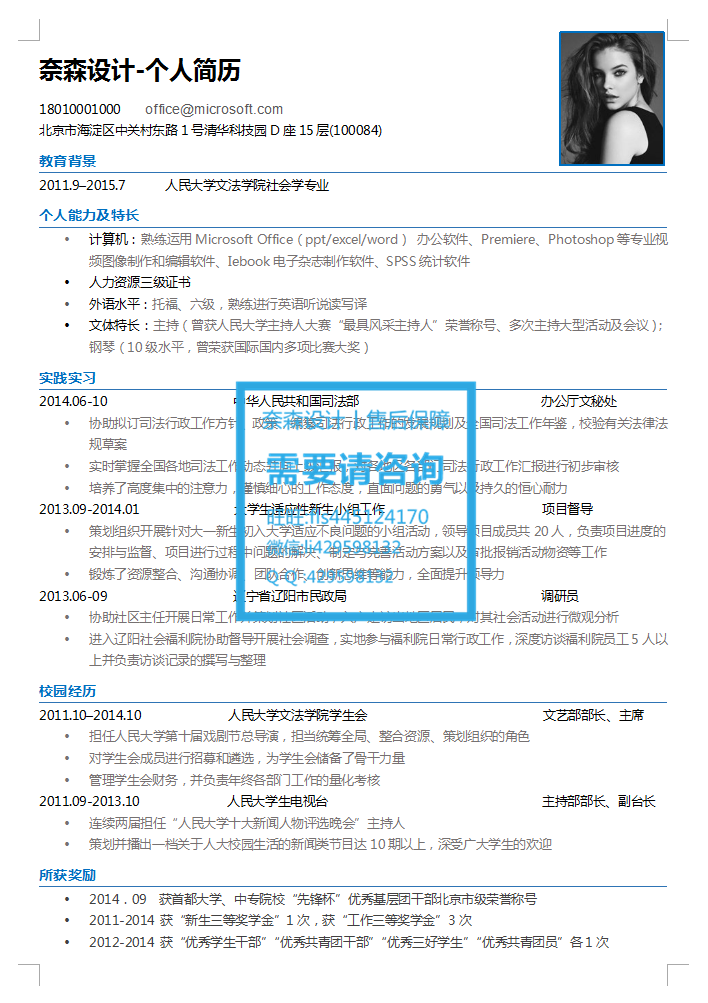 奈森设计-个人简历
18010001000 office@microsoft.com
北京市海淀区中关村东路1号清华科技园D座15层(100084)
教育背景
2011.9–2015.7 人民大学文法学院社会学专业
个人能力及特长
• 计算机：熟练运用 Microsoft Office（ppt/excel/word） 办公软件、Premiere、Photoshop 等专业视
频图像制作和编辑软件、Iebook 电子杂志制作软件、SPSS 统计软件
• 人力资源三级证书
• 外语水平：托福、六级，熟练进行英语听说读写译
• 文体特长：主持（曾获人民大学主持人大赛“最具风采主持人”荣誉称号、多次主持大型活动及会议）；
钢琴（10 级水平，曾荣获国际国内多项比赛大奖）
实践实习
2014.06-10 中华人民共和国司法部 办公厅文秘处
奈森设计 | 售后保障
• 协助拟订司法行政工作方针、政策，编纂司法行政工作的发展规划及全国司法工作年鉴，校验有关法律法
规草案
需要请咨询
• 实时掌握全国各地司法工作动态 司法行政工作汇报进行初步审核
• 培养了高度集中的注意力，谨慎细心的工作态度，直面问题的勇气以及持久的恒心耐力
2013.09-2014.01 大学生适应性新生小组工作 项目督导
旺旺:fls445124170
• 策划组织开展针对大一新生初入大学适应不良问题的小组活动，领导项目成员共 20 人，负责项目进度的
安排与监督、项目进行过程中问题的解决、制定与完善活动方案以及审批报销活动物资等工作
微信:li429598132
• 锻炼了资源整合、沟通协调、团队合作、创新思维等能力，全面提升领导力
Q Q :429598132
2013.06-09 辽宁省辽阳市民政局 调研员
• 协助社区主任开展日常工作 对其社会活动进行微观分析
• 进入辽阳社会福利院协助督导开展社会调查，实地参与福利院日常行政工作，深度访谈福利院员工 5 人以
上并负责访谈记录的撰写与整理
校园经历
2011.10–2014.10 人民大学文法学院学生会 文艺部部长、主席
• 担任人民大学第十届戏剧节总导演，担当统筹全局、整合资源、策划组织的角色
• 对学生会成员进行招募和遴选，为学生会储备了骨干力量
• 管理学生会财务，并负责年终各部门工作的量化考核
2011.09-2013.10 人民大学生电视台 主持部部长、副台长
• 连续两届担任“人民大学十大新闻人物评选晚会”主持人
• 策划并播出一档关于人大校园生活的新闻类节目达 10 期以上，深受广大学生的欢迎
所获奖励
• 2014．09 获首都大学、中专院校“先锋杯”优秀基层团干部北京市级荣誉称号
• 2011-2014 获“新生三等奖学金”1 次，获“工作三等奖学金”3 次
• 2012-2014 获“优秀学生干部”“优秀共青团干部”“优秀三好学生”“优秀共青团员”各 1 次